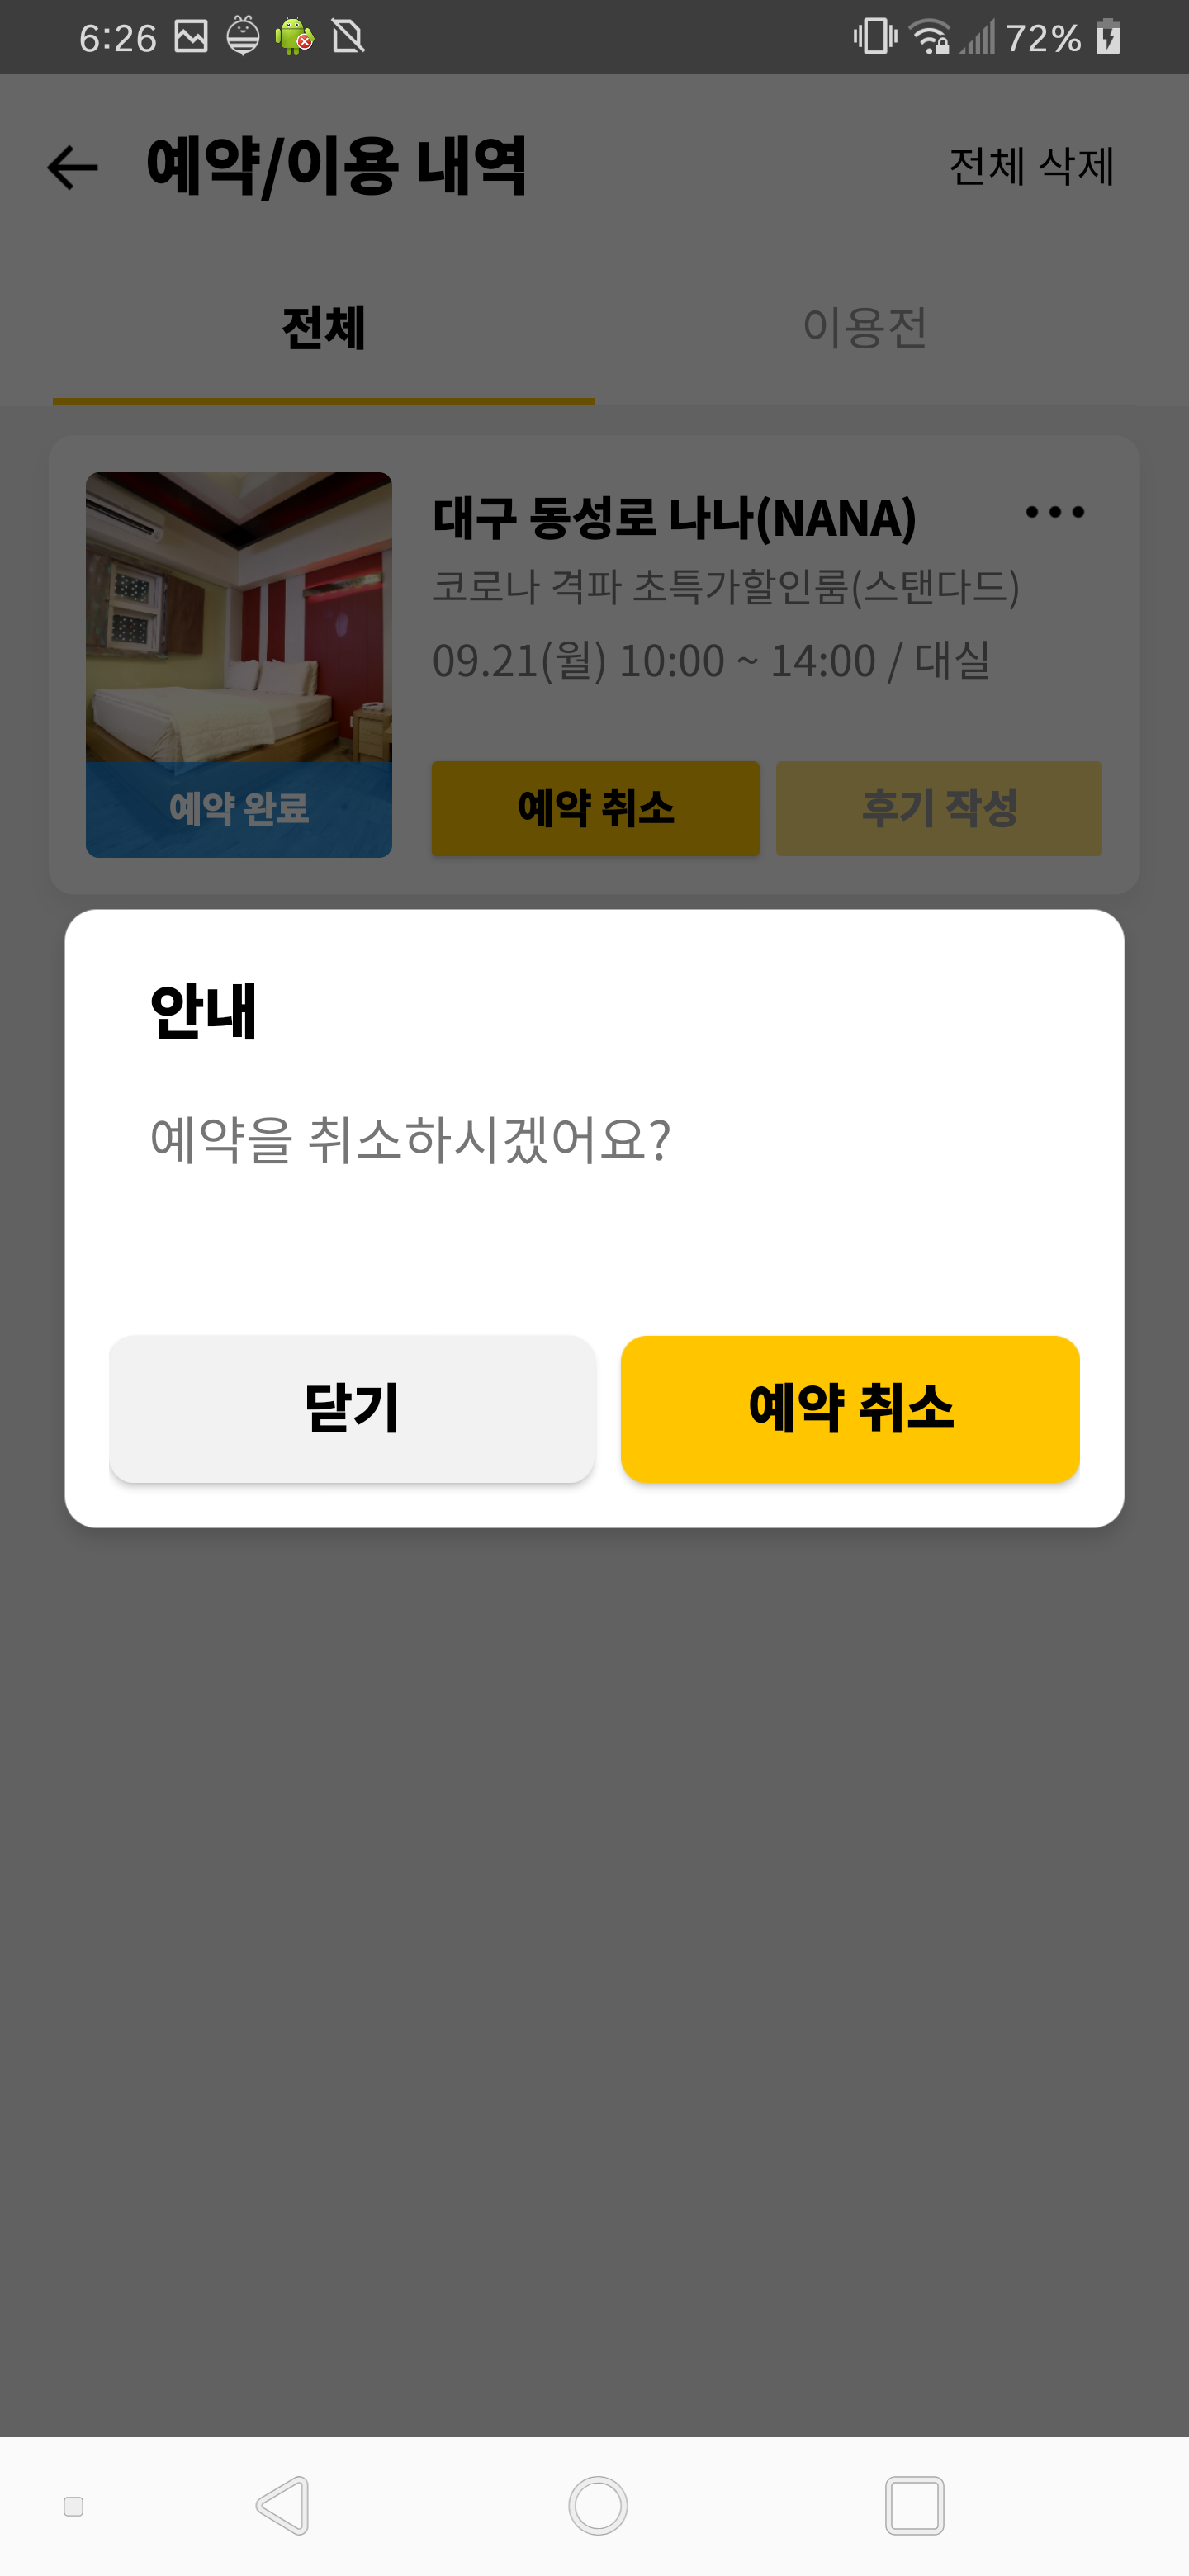 6:26 72%
예약/이용 내역 전체 삭제
전체 이용전
대구 동성로 나나(NANA)
코로나 격파 초특가할인룸(스탠다드)
09.21(월) 10:00 ~ 14:00 / 대실
예약 완료 예약 취소 후기 작성
안내
예약을 취소하시겠어요?
닫기 예약 취소